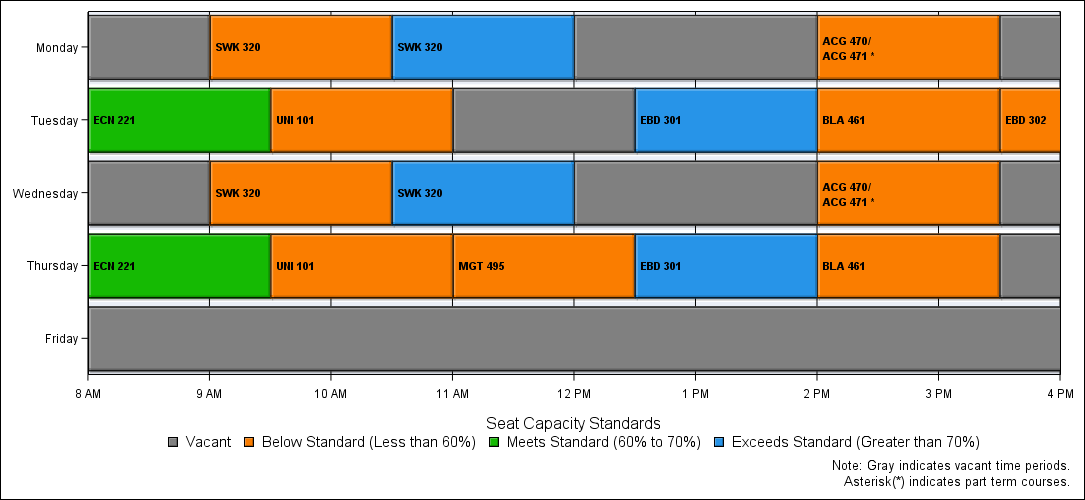 Monday
SWK 320
SWK 320
ACG 470/
ACG 471 *
Tuesday
ECN 221
UNI 101
EBD 301
BLA 461
EBD 302
Wednesday
SWK 320
SWK 320
ACG 470/
ACG 471 *
Thursday
ECN 221
UNI 101
MGT 495
EBD 301
BLA 461
Friday
8 AM
9 AM
10 AM
11 AM
12 PM
1 PM
2 PM
3 PM
4 PM
Seat Capacity Standards
Vacant
Below Standard (Less than 60%)
Meets Standard (60% to 70%)
Exceeds Standard (Greater than 70%)
Note: Gray indicates vacant time periods.
Asterisk(*) indicates part term courses.